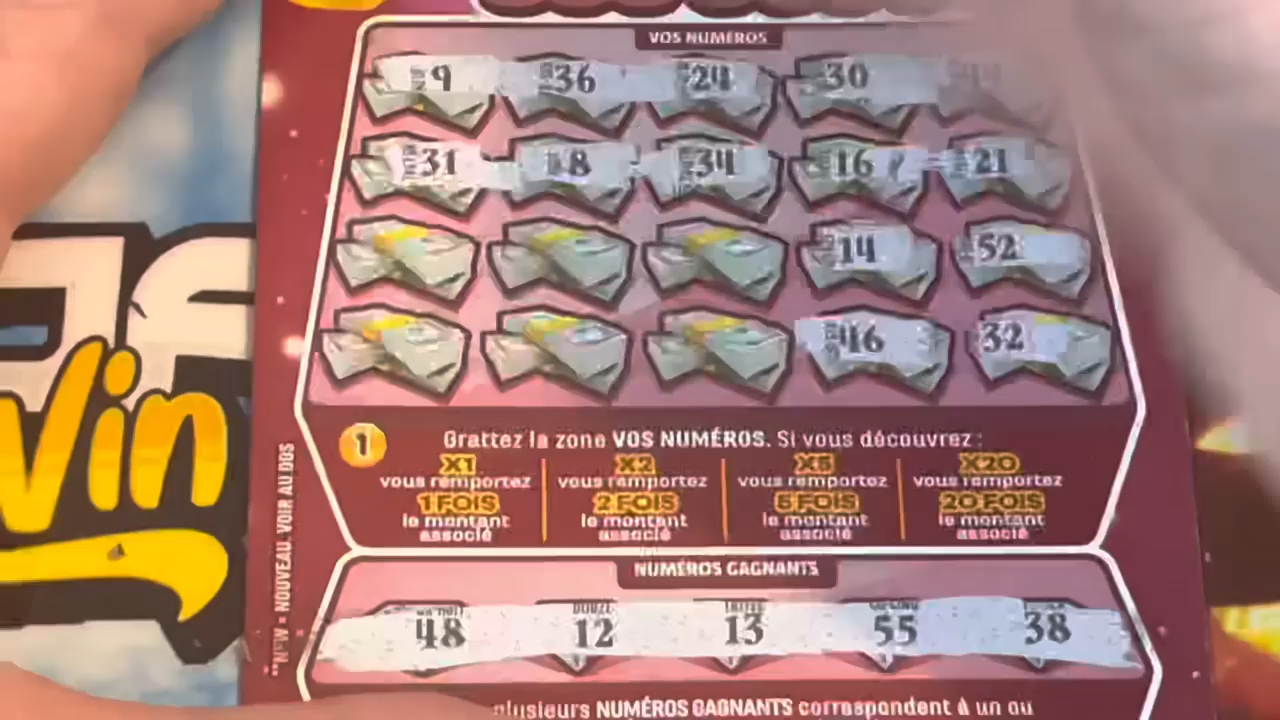 VOS NUMÉROS
9 36 24 30
31 8 34 16 21
14 52
46 32
1 Grattez la zone VOS NUMÉROS. Si vous découvrez :
X1 X2 X5 X20
vous remportez vous remportez vous remportez vous remportez
1 FOIS 2 FOIS 5 FOIS 20 FOIS
le montant le montant le montant le montant
associé associé associé associé
NUMÉROS GAGNANTS
DOUZE
48 12 13 55 38
plusieurs NUMÉROS GAGNANTS correspondent à un ou
**NEW = NOUVEAU. VOIR AU DOS
Win